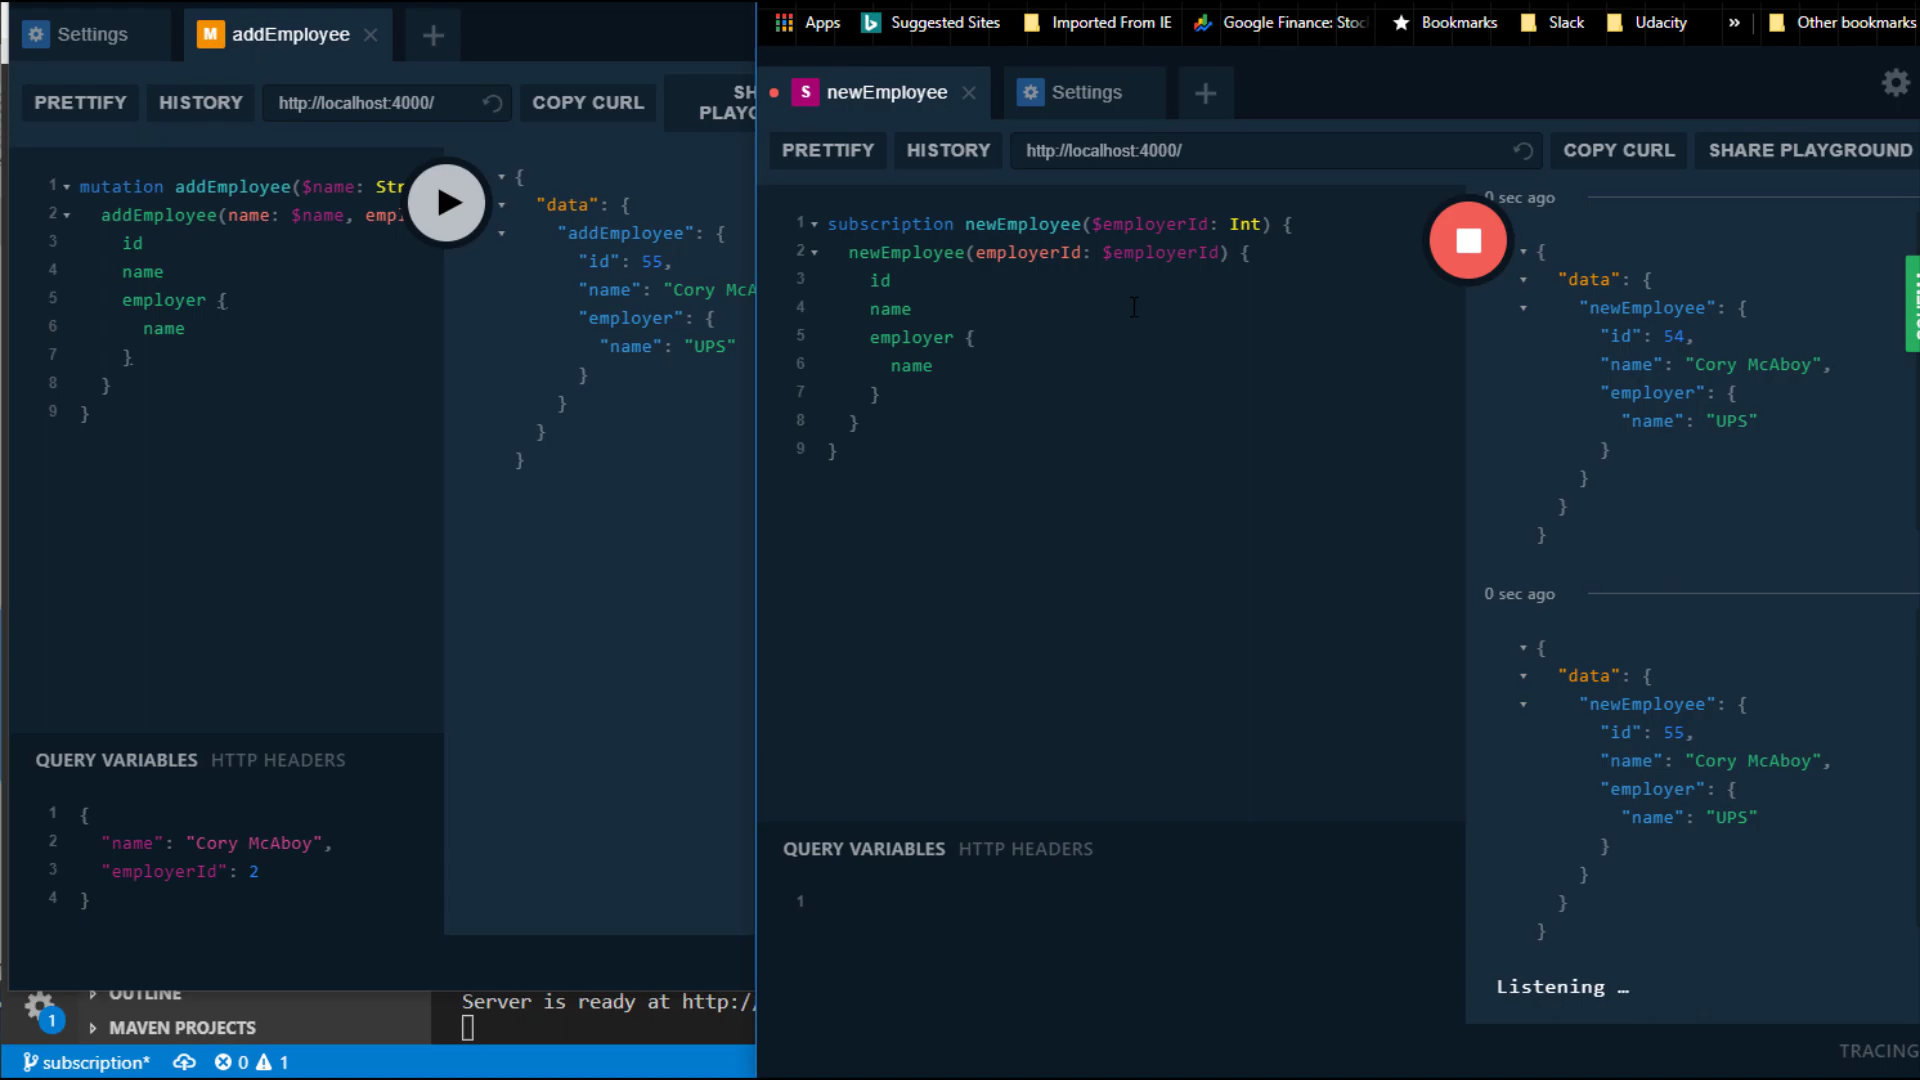 Settings
M addEmployee
PRETTIFY
HISTORY
http://localhost:4000/
COPY CURL
SH
PLAYG
1 mutation addEmployee($name: Str
2 addEmployee(name: $name, empl
3 id
4 name
5 employer {
6 name
7 }
8 }
9 }
{
"data": {
"addEmployee": {
"id": 55,
"name": "Cory McA
"employer": {
"name": "UPS"
}
}
}
}
QUERY VARIABLES HTTP HEADERS
1 {
2 "name": "Cory McAboy",
3 "employerId": 2
4 }
OUTLINE
1
MAVEN PROJECTS
Server is ready at http:/
subscription*
0
1
Apps
Suggested Sites
Imported From IE
Google Finance: Stoc
Bookmarks
Slack
Udacity
»
Other bookmarks
S newEmployee
Settings
PRETTIFY
HISTORY
http://localhost:4000/
COPY CURL
SHARE PLAYGROUND
1 subscription newEmployee($employerId: Int) {
2 newEmployee(employerId: $employerId) {
3 id
4 name
5 employer {
6 name
7 }
8 }
9 }
QUERY VARIABLES HTTP HEADERS
1
0 sec ago
{
"data": {
"newEmployee": {
"id": 54,
"name": "Cory McAboy",
"employer": {
"name": "UPS"
}
}
}
}
0 sec ago
{
"data": {
"newEmployee": {
"id": 55,
"name": "Cory McAboy",
"employer": {
"name": "UPS"
}
}
}
}
Listening …
TRACING